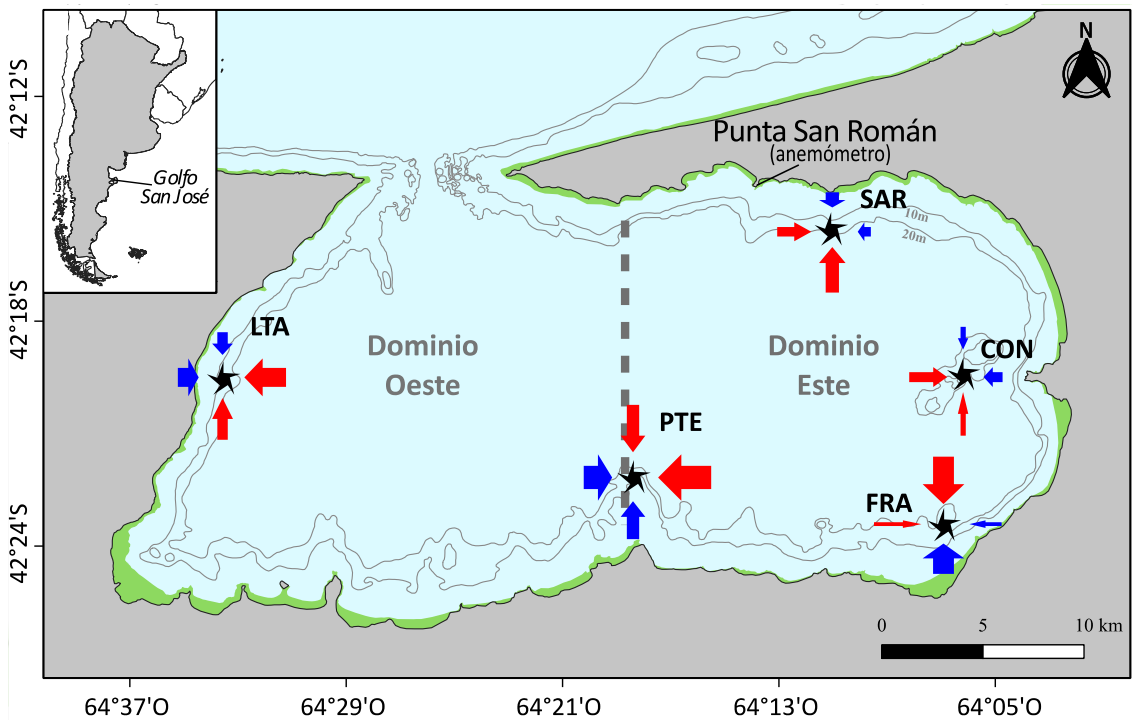 N
42°12'S
;
Golfo
San José
Punta San Román
(anemómetro)
SAR
10m
20m
42°18'S
LTA
Dominio
Oeste
Dominio
Este
CON
PTE
FRA
42°24'S
0 5 10 km
64°37'O 64°29'O 64°21'O 64°13'O 64°05'O